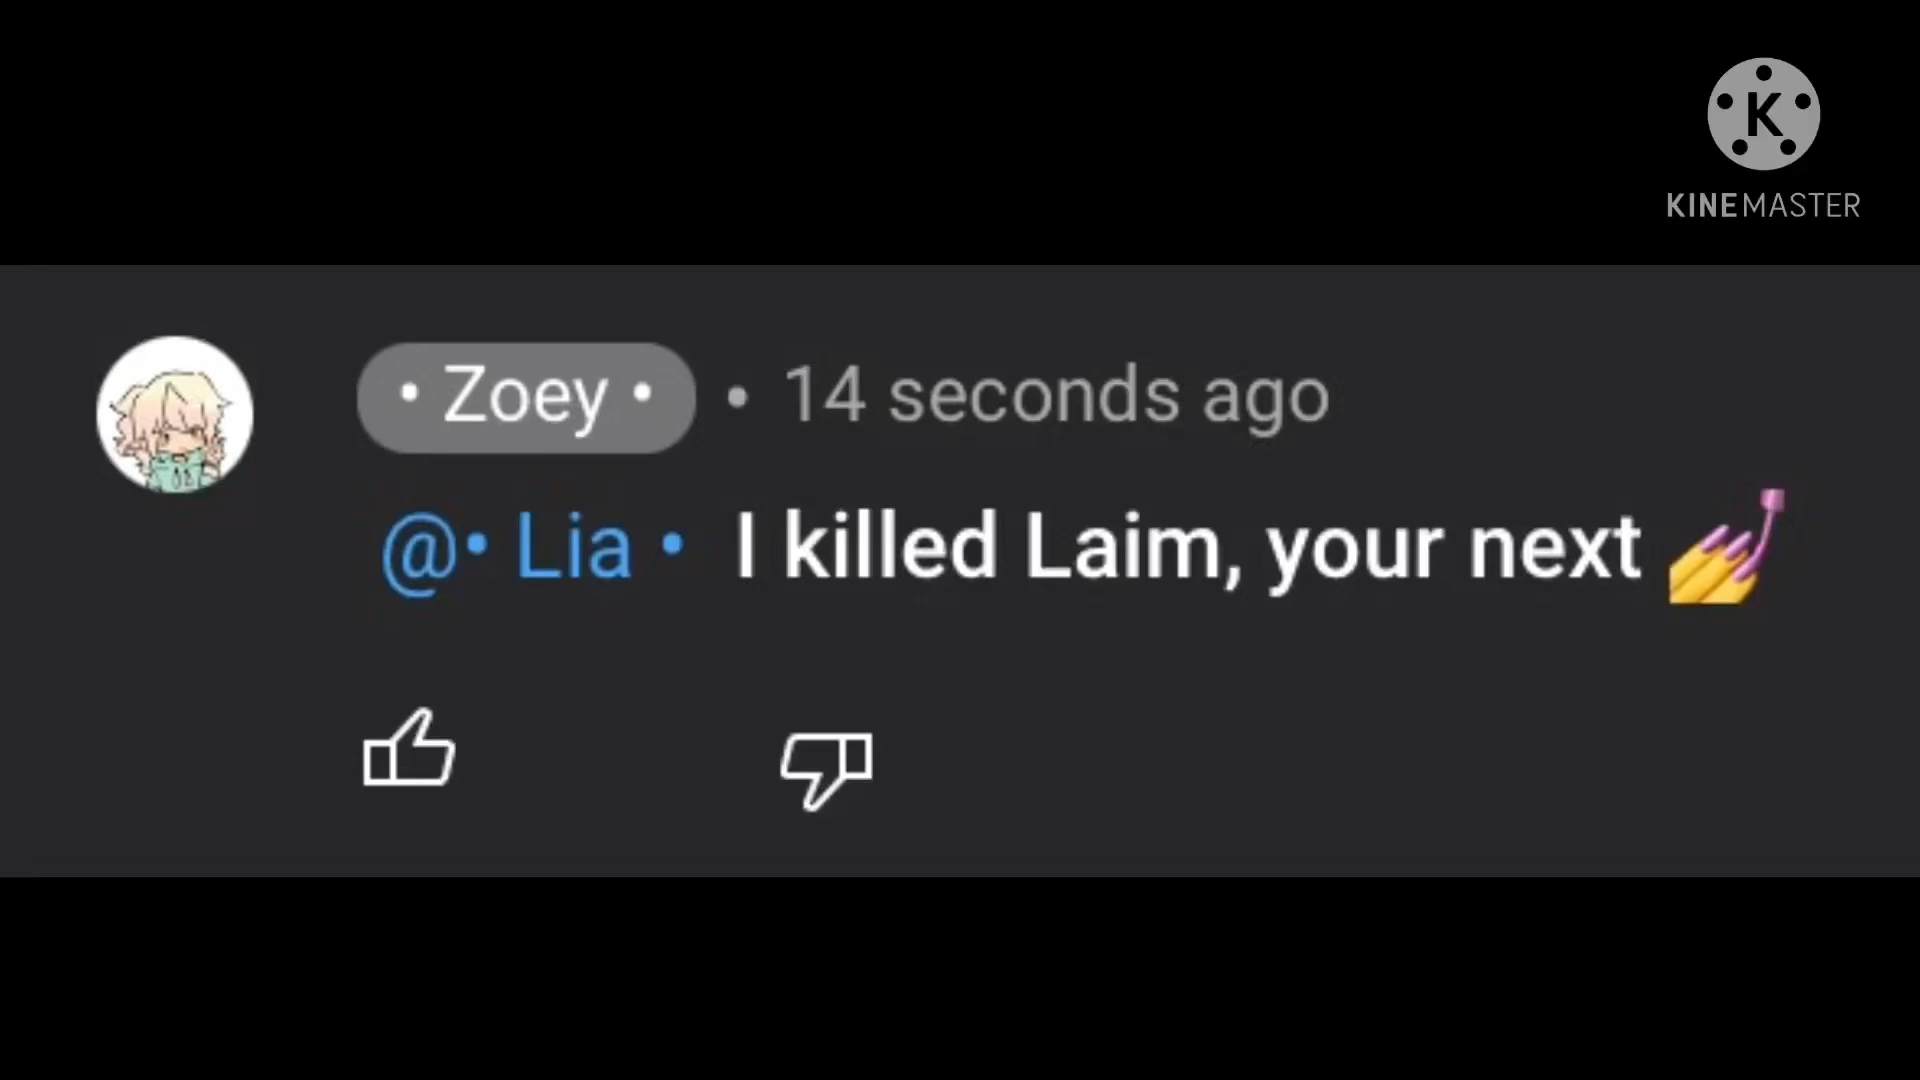 K
KINEMASTER
• Zoey • • 14 seconds ago
@• Lia • I killed Laim, your next 💅